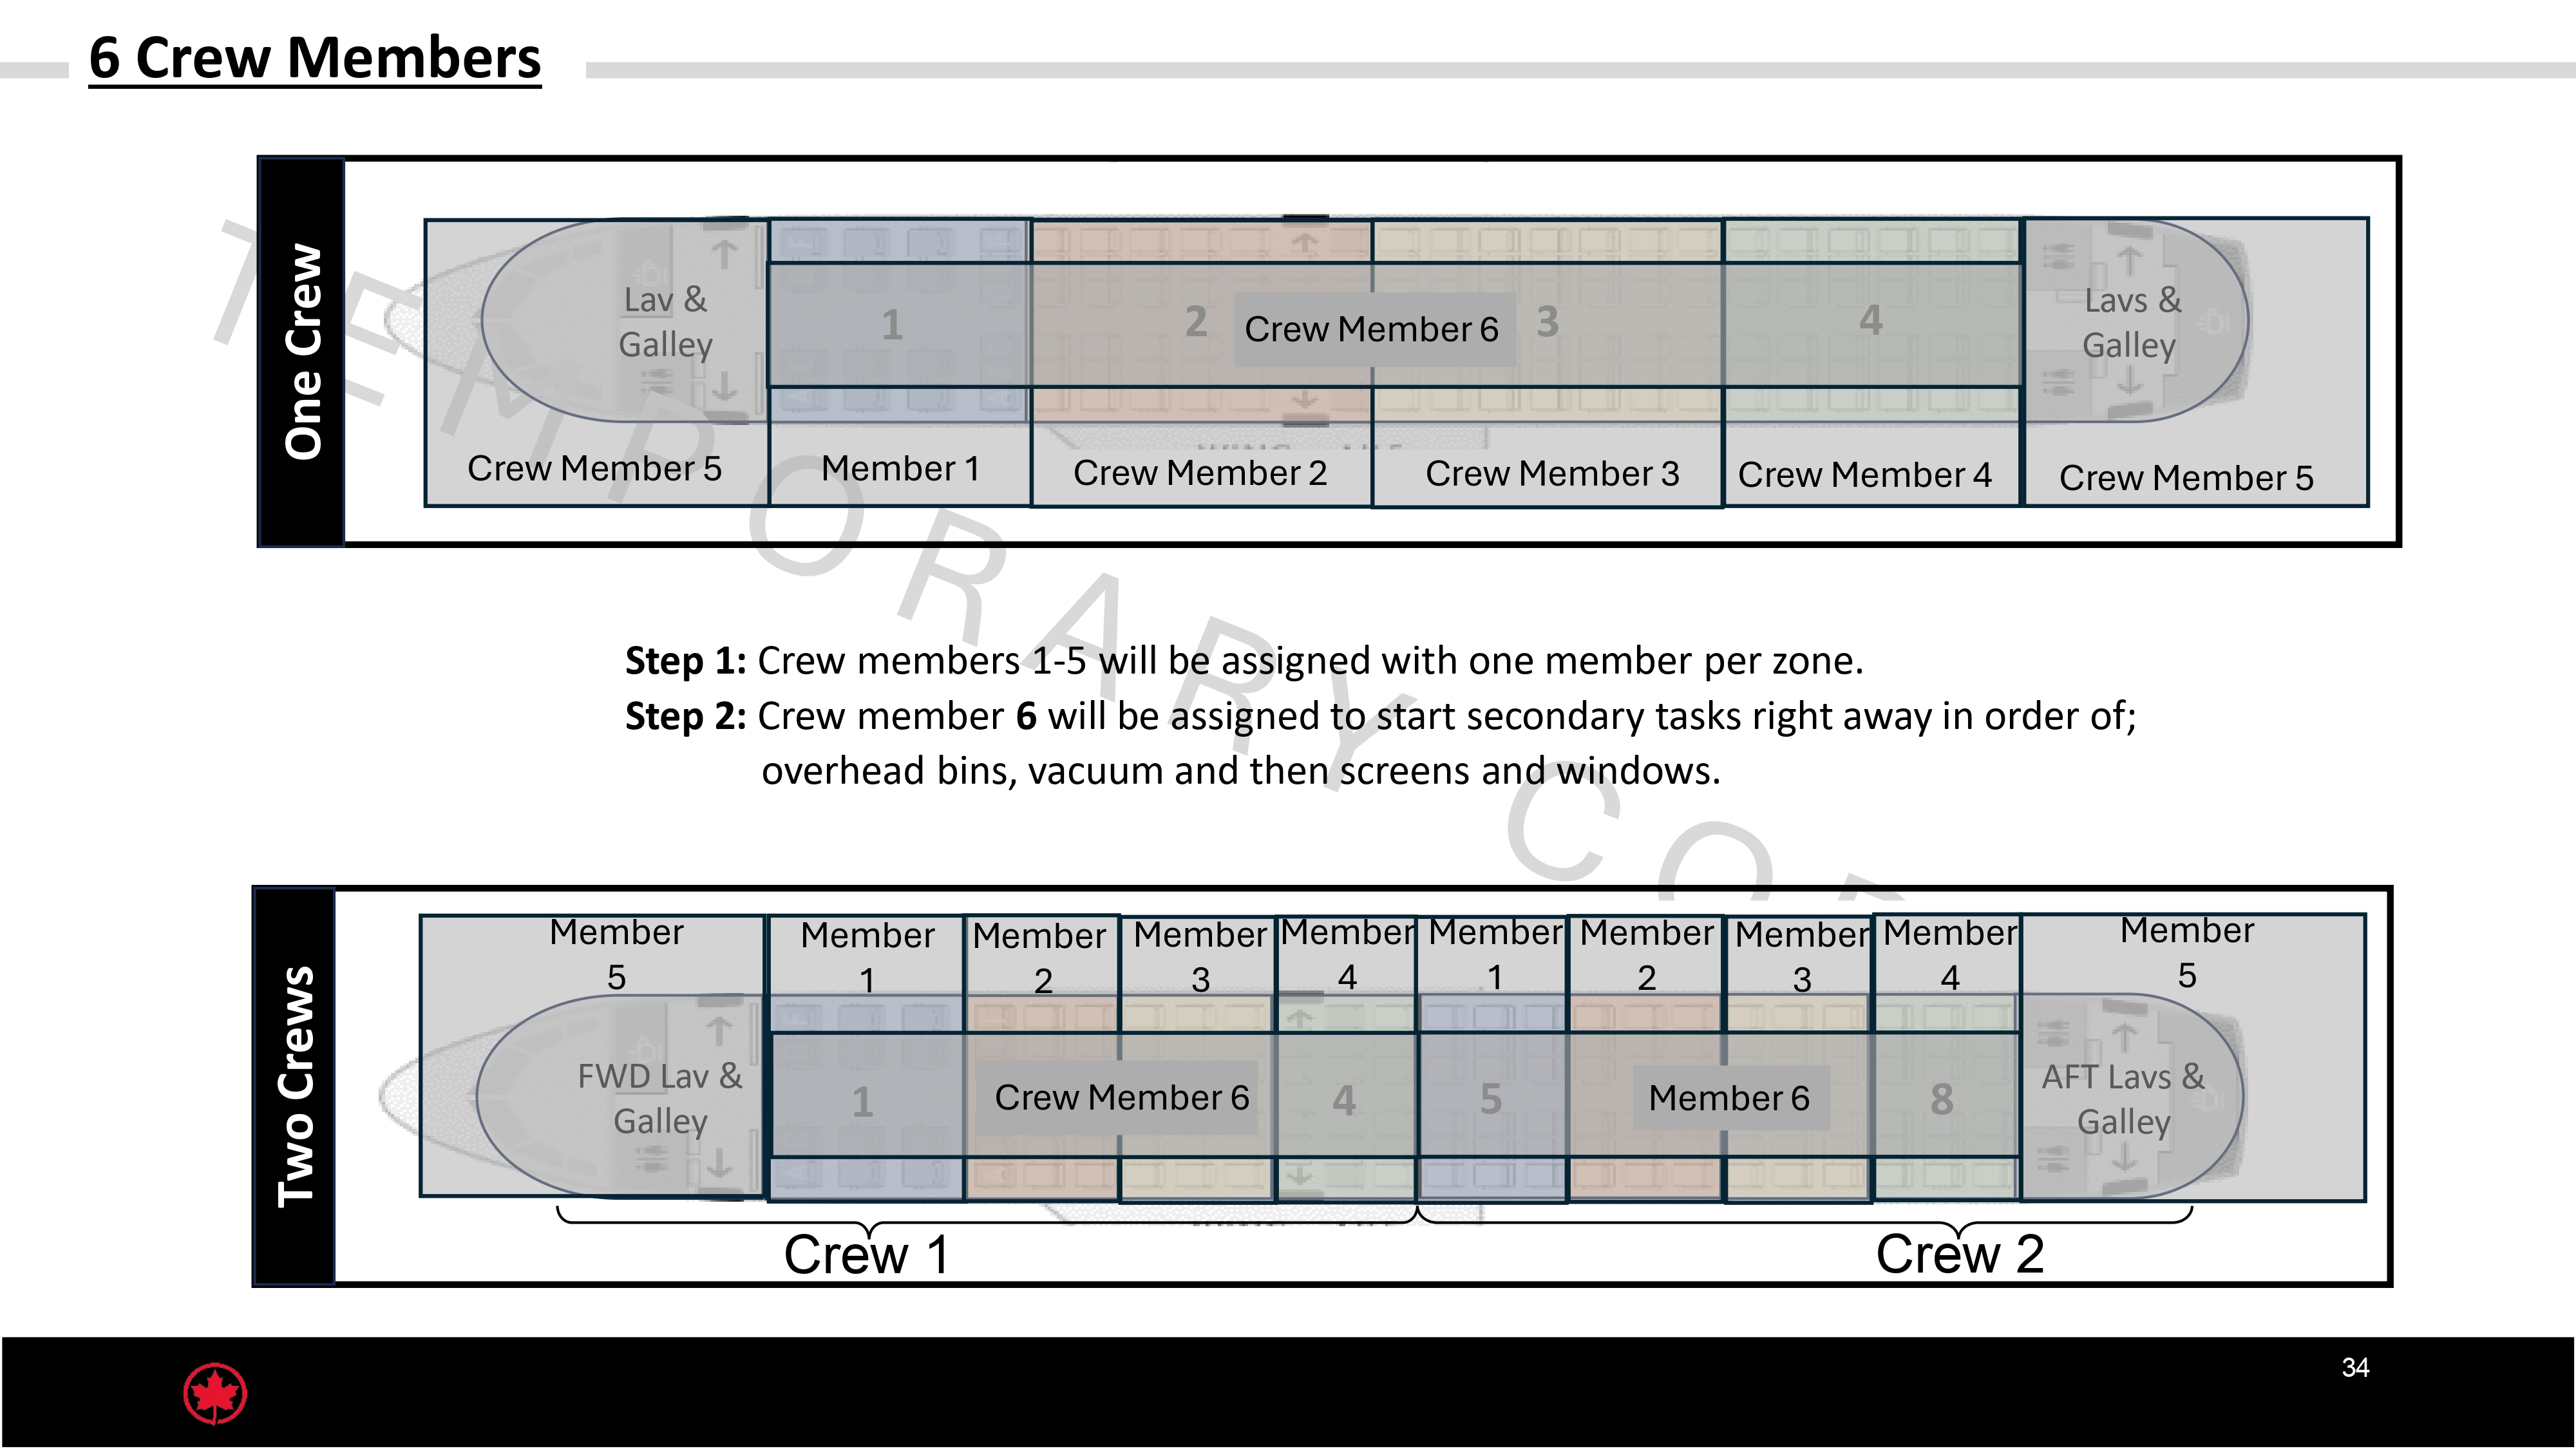 6 Crew Members
One Crew
Lav &
Galley
1
2
Crew Member 6
3
4
Lavs &
Galley
Crew Member 5
Member 1
Crew Member 2
Crew Member 3
Crew Member 4
Crew Member 5
TEMPORARY CO
Step 1: Crew members 1-5 will be assigned with one member per zone.
Step 2: Crew member 6 will be assigned to start secondary tasks right away in order of;
overhead bins, vacuum and then screens and windows.
Two Crews
Member
5
Member
1
Member
2
Member
3
Member
4
Member
1
Member
2
Member
3
Member
4
Member
5
FWD Lav &
Galley
1
Crew Member 6
4
5
Member 6
8
AFT Lavs &
Galley
Crew 1
Crew 2
34